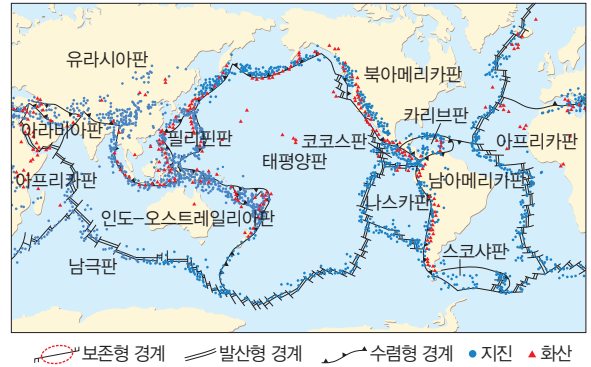 유라시아판
북아메리카판
카리브판
아라비아판
필리핀판
코코스판
아프리카판
태평양판
아프리카판
남아메리카판
나스카판
인도-오스트레일리아판
스코샤판
남극판
보존형 경계 발산형 경계 수렴형 경계 지진 화산